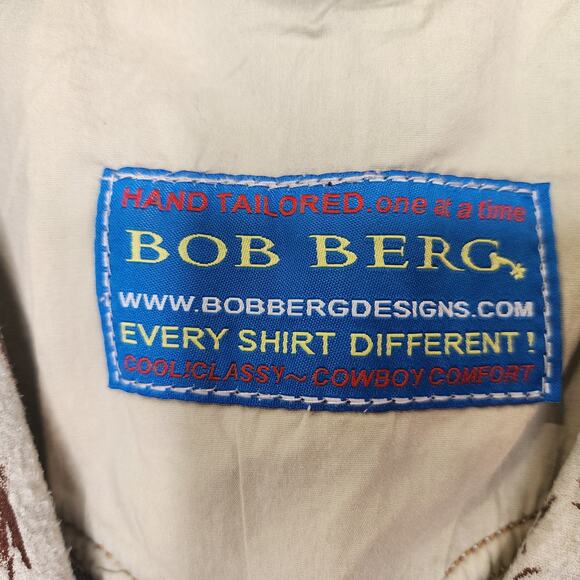 HAND TAILORED.one at a time
BOB BERG
WWW.BOBBERGDESIGNS.COM
EVERY SHIRT DIFFERENT!
COOL!CLASSY~COWBOY COMFORT